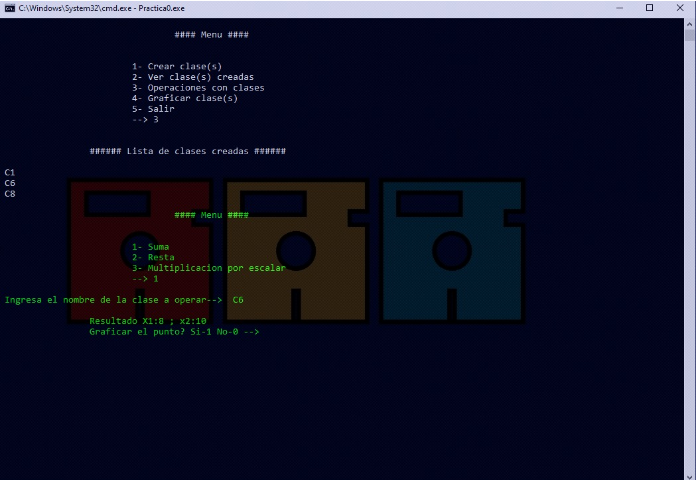 C:\Windows\System32\cmd.exe - Practica0.exe
#### Menu ####
1- Crear clase(s)
2- Ver clase(s) creadas
3- Operaciones con clases
4- Graficar clase(s)
5- Salir
--> 3
###### Lista de clases creadas ######
C1
C6
C8
#### Menu ####
1- Suma
2- Resta
3- Multiplicacion por escalar
--> 1
Ingresa el nombre de la clase a operar--> C6
Resultado X1:8 ; x2:10
Graficar el punto? Si-1 No-0 -->